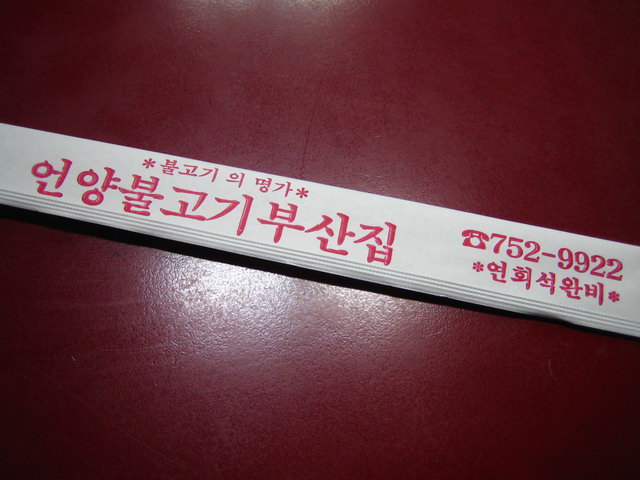 *불고기 의 명가*
언양불고기부산집
☎752-9922
*연회석완비*